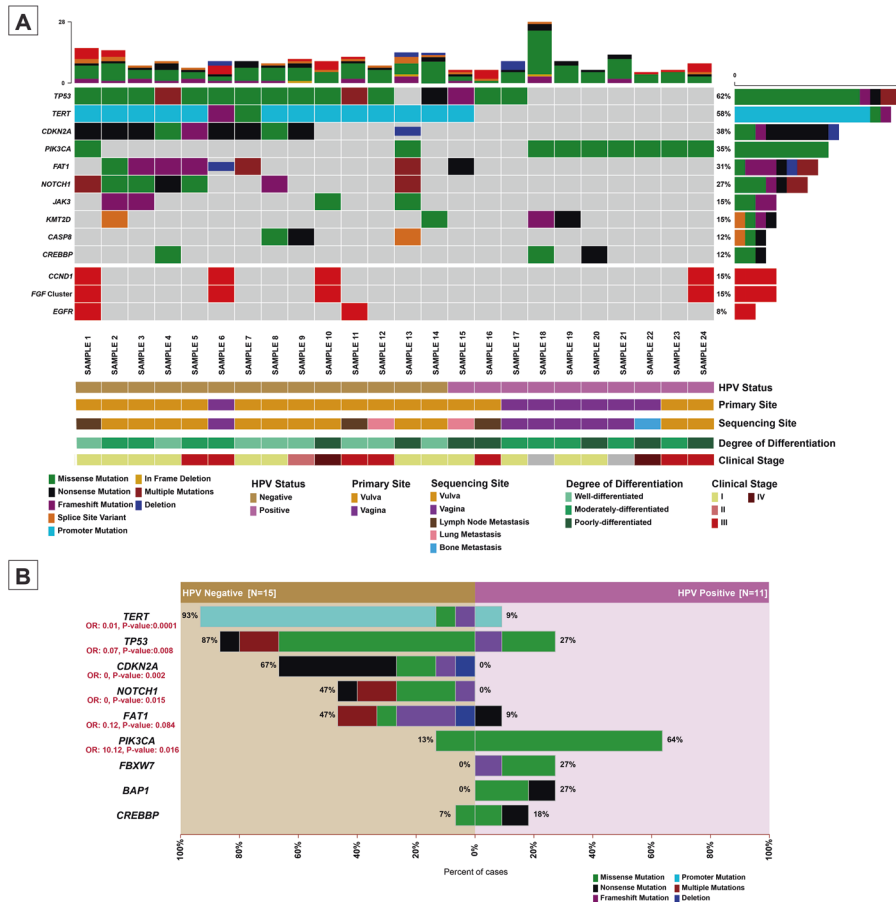 A
28
0
0
TP53 62%
TERT 58%
CDKN2A 38%
PIK3CA 35%
FAT1 31%
NOTCH1 27%
JAK3 15%
KMT2D 15%
CASP8 12%
CREBBP 12%
CCND1 15%
FGF Cluster 15%
EGFR 8%
SAMPLE 1
SAMPLE 2
SAMPLE 3
SAMPLE 4
SAMPLE 5
SAMPLE 6
SAMPLE 7
SAMPLE 8
SAMPLE 9
SAMPLE 10
SAMPLE 11
SAMPLE 12
SAMPLE 13
SAMPLE 14
SAMPLE 15
SAMPLE 16
SAMPLE 17
SAMPLE 18
SAMPLE 19
SAMPLE 20
SAMPLE 21
SAMPLE 22
SAMPLE 23
SAMPLE 24
HPV Status
Primary Site
Sequencing Site
Degree of Differentiation
Clinical Stage
Missense Mutation
Nonsense Mutation
Frameshift Mutation
Splice Site Variant
Promoter Mutation
In Frame Deletion
Multiple Mutations
Deletion
HPV Status
Negative
Positive
Primary Site
Vulva
Vagina
Sequencing Site
Vulva
Vagina
Lymph Node Metastasis
Lung Metastasis
Bone Metastasis
Degree of Differentiation
Well-differentiated
Moderately-differentiated
Poorly-differentiated
Clinical Stage
I
II
III
IV
B
HPV Negative [N=15] HPV Positive [N=11]
TERT 93% 9%
OR: 0.01, P-value:0.0001
TP53 87% 27%
OR: 0.07, P-value:0.008
CDKN2A 67% 0%
OR: 0, P-value: 0.002
NOTCH1 47% 0%
OR: 0, P-value: 0.015
FAT1 47% 9%
OR: 0.12, P-value: 0.084
PIK3CA 13% 64%
OR: 10.12, P-value: 0.016
FBXW7 0% 27%
BAP1 0% 27%
CREBBP 7% 18%
100% 80% 60% 40% 20% 0% 20% 40% 60% 80% 100%
Percent of cases
Missense Mutation
Nonsense Mutation
Frameshift Mutation
Promoter Mutation
Multiple Mutations
Deletion